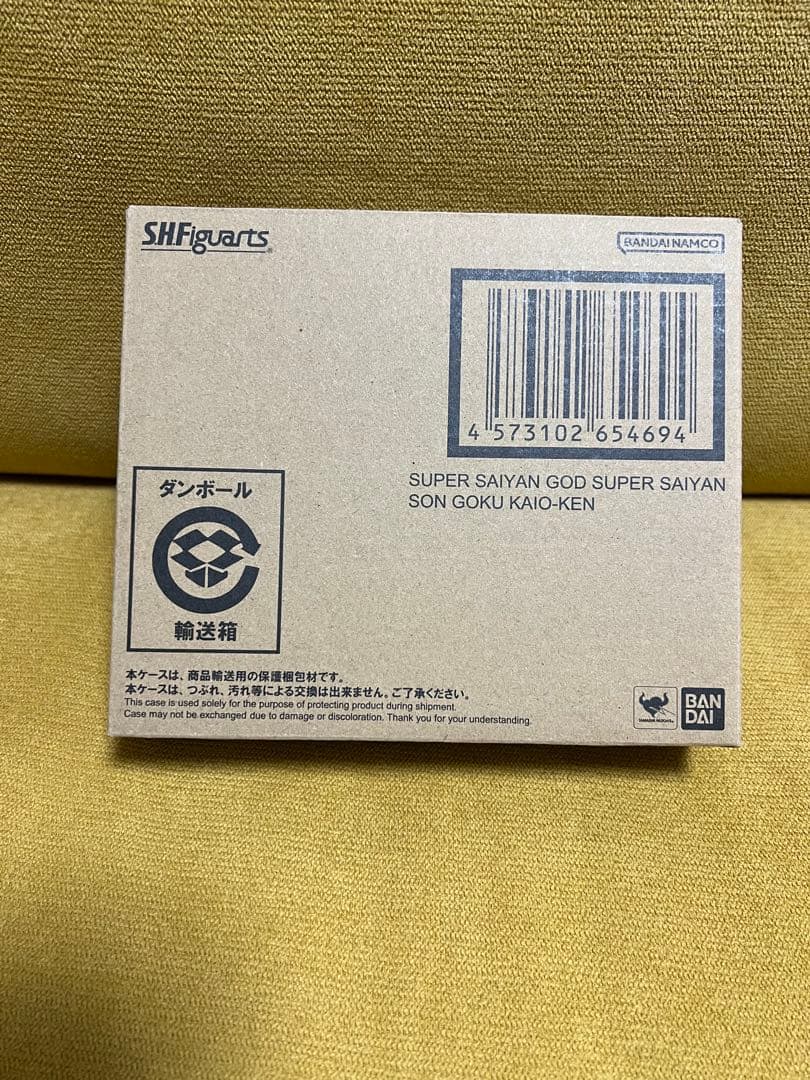 S.H.Figuarts
BANDAI NAMCO
4 573102 654694
SUPER SAIYAN GOD SUPER SAIYAN
SON GOKU KAIO-KEN
ダンボール
輸送箱
本ケースは、商品輸送用の保護梱包材です。
本ケースは、つぶれ、汚れ等による交換は出来ません。ご了承ください。
This case is used solely for the purpose of protecting product during shipment.
Case may not be exchanged due to damage or discoloration. Thank you for your understanding.
TAMASHII NATIONS
BAN
DAI